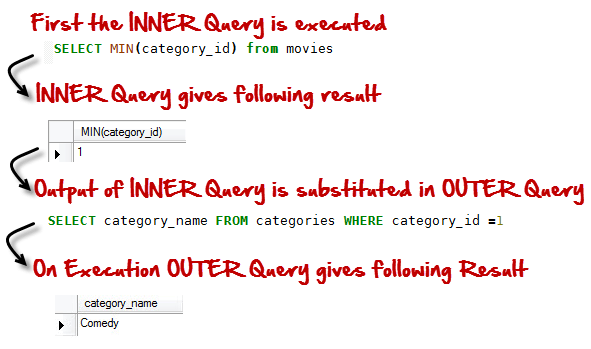 First the INNER Query is executed
SELECT MIN(category_id) from movies
INNER Query gives following result
MIN(category_id)
1
Output of INNER Query is substituted in OUTER Query
SELECT category_name FROM categories WHERE category_id =1
On Execution OUTER Query gives following Result
category_name
Comedy